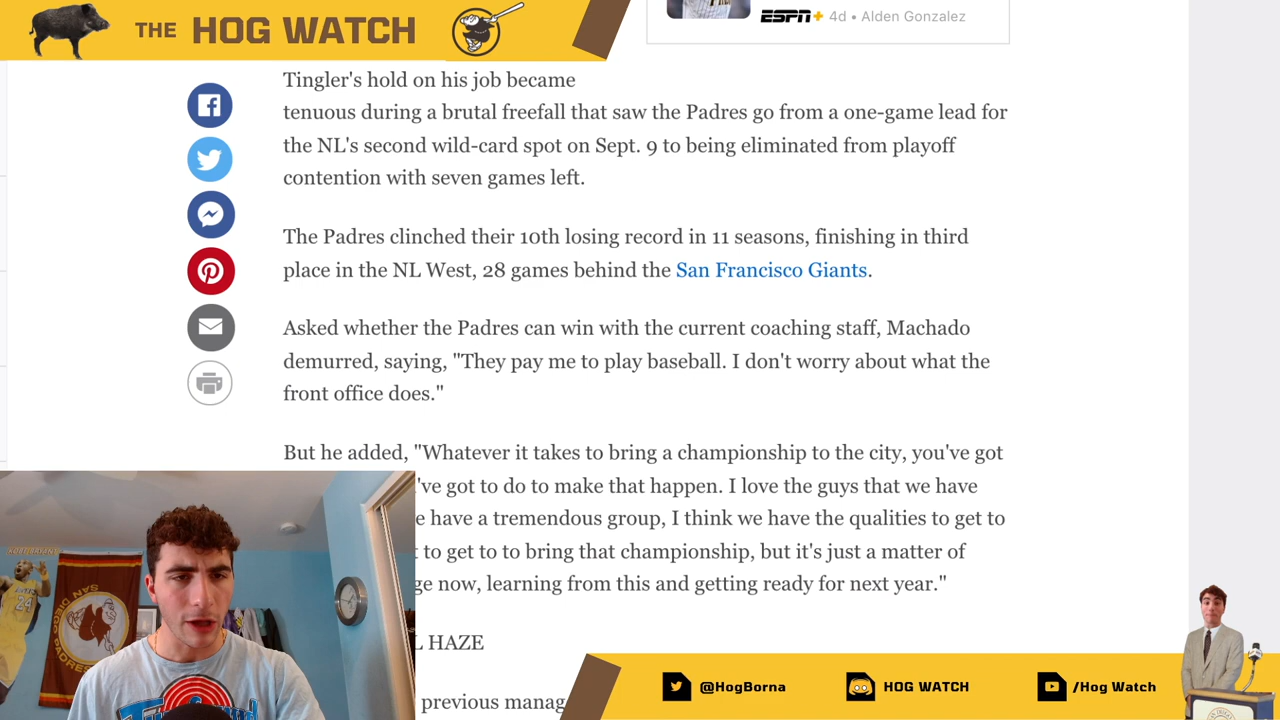 THE HOG WATCH
ESPN+ 4d • Alden Gonzalez
Tingler's hold on his job became
tenuous during a brutal freefall that saw the Padres go from a one-game lead for
the NL's second wild-card spot on Sept. 9 to being eliminated from playoff
contention with seven games left.
The Padres clinched their 10th losing record in 11 seasons, finishing in third
place in the NL West, 28 games behind the San Francisco Giants.
Asked whether the Padres can win with the current coaching staff, Machado
demurred, saying, "They pay me to play baseball. I don't worry about what the
front office does."
But he added, "Whatever it takes to bring a championship to the city, you've got
've got to do to make that happen. I love the guys that we have
e have a tremendous group, I think we have the qualities to get to
to get to to bring that championship, but it's just a matter of
ge now, learning from this and getting ready for next year."
L HAZE
previous manag
24
SAN DIEGO
PADRES
@HogBorna
HOG WATCH
/Hog Watch